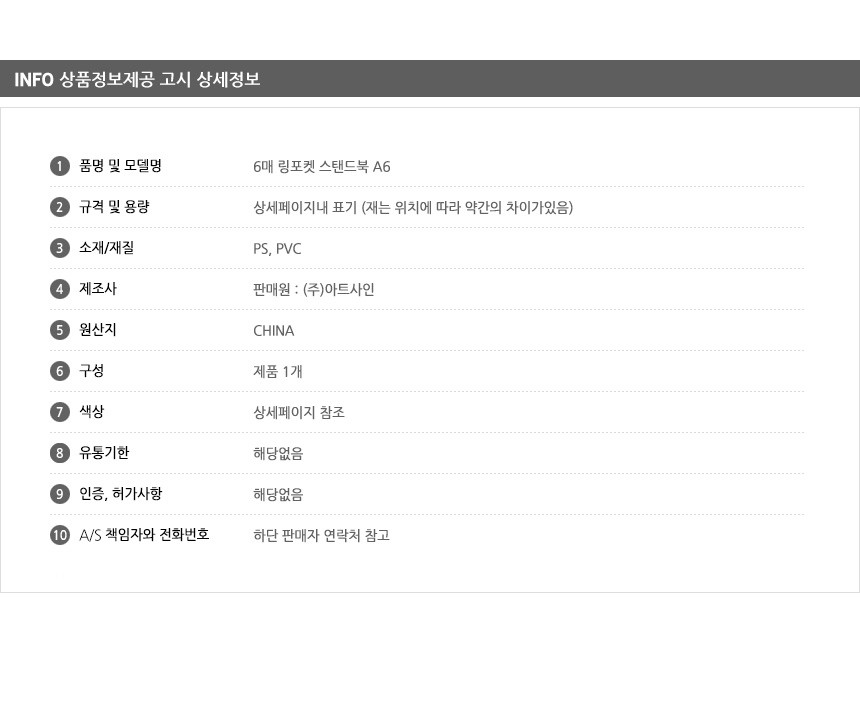 INFO 상품정보제공 고시 상세정보
1 품명 및 모델명 6매 링포켓 스탠드북 A6
2 규격 및 용량 상세페이지내 표기 (재는 위치에 따라 약간의 차이가있음)
3 소재/재질 PS, PVC
4 제조사 판매원 : (주)아트사인
5 원산지 CHINA
6 구성 제품 1개
7 색상 상세페이지 참조
8 유통기한 해당없음
9 인증, 허가사항 해당없음
10 A/S 책임자와 전화번호 하단 판매자 연락처 참고